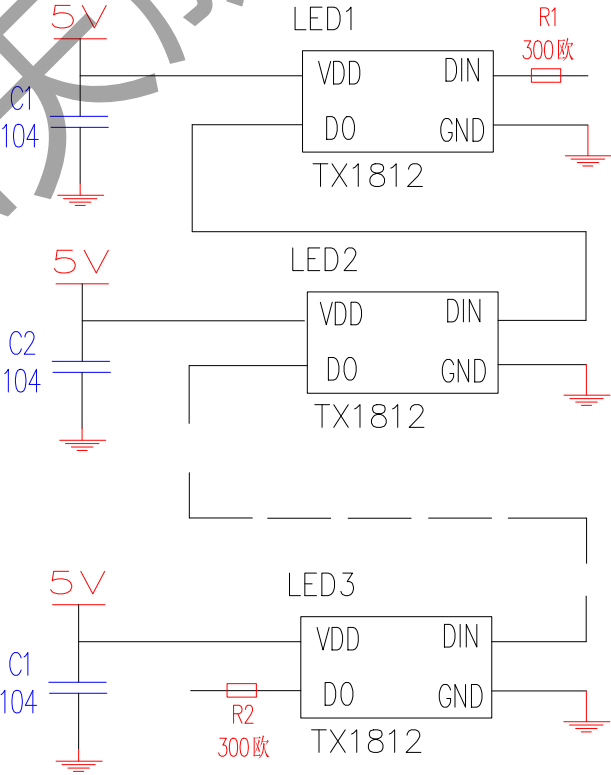 5V
LED1
R1
300欧
VDD
DIN
C1
104
DO
GND
TX1812
5V
LED2
VDD
DIN
C2
104
DO
GND
TX1812
5V
LED3
VDD
DIN
C1
104
DO
GND
R2
300欧
TX1812